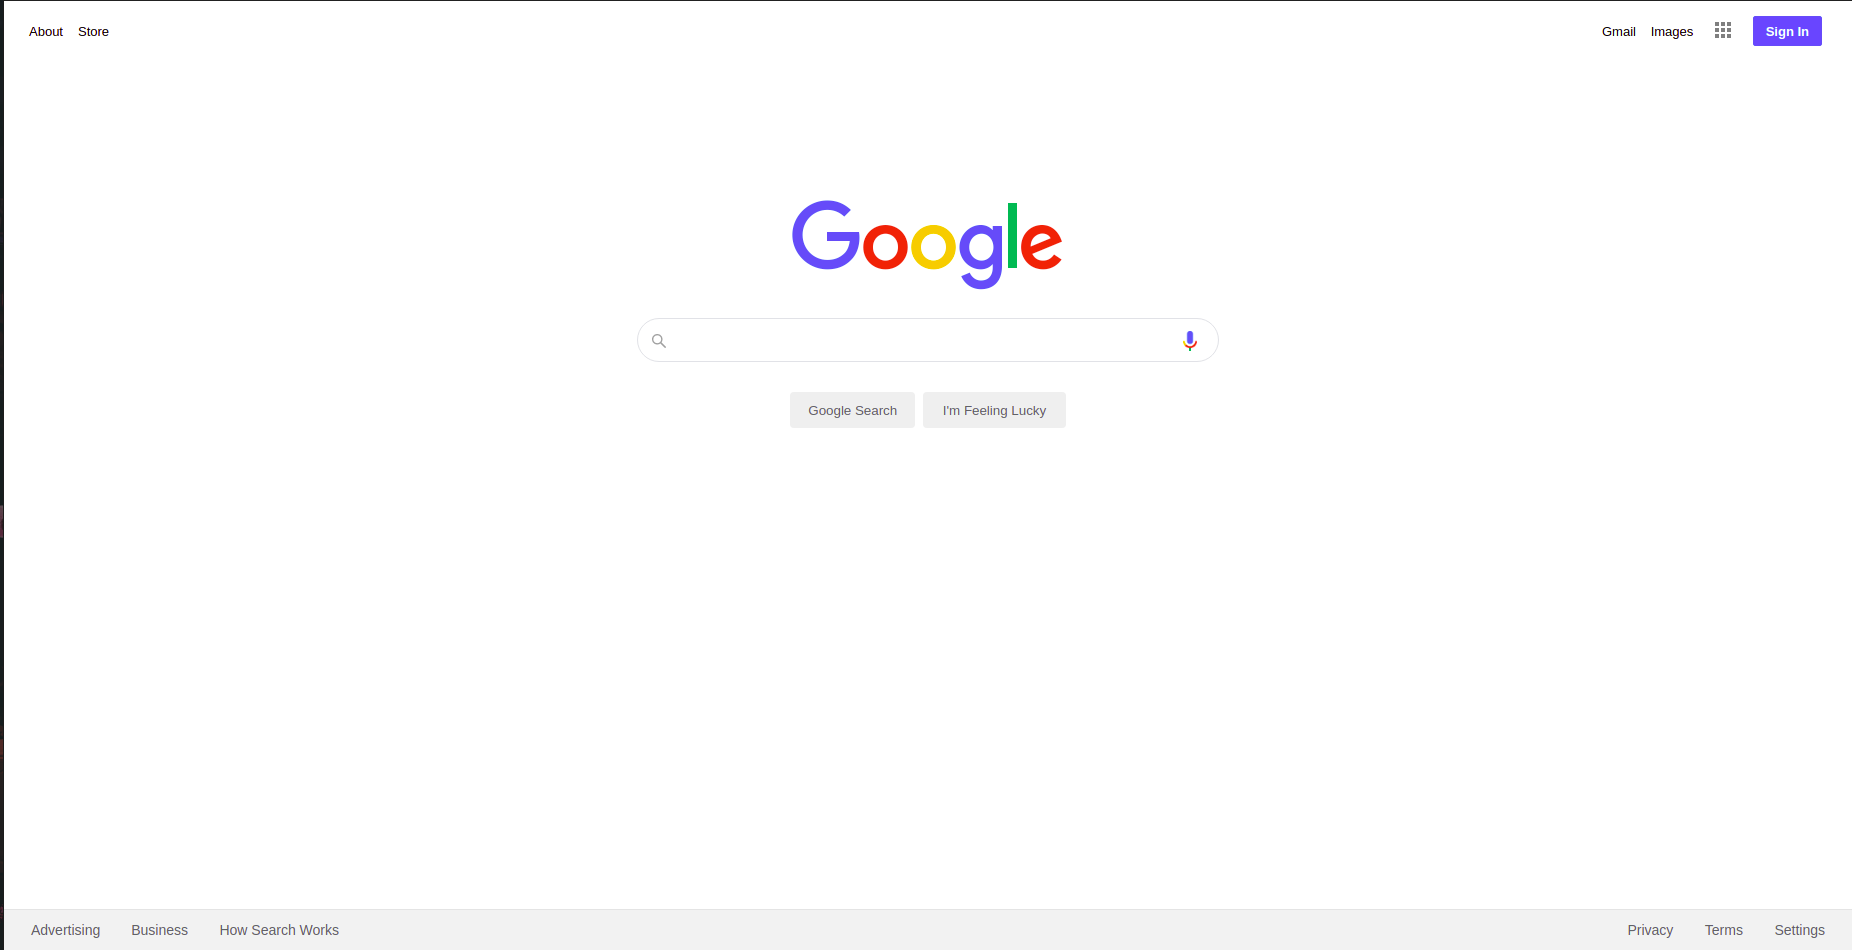 About Store
Gmail Images Sign In
Google
Google Search I'm Feeling Lucky
Advertising Business How Search Works
Privacy Terms Settings